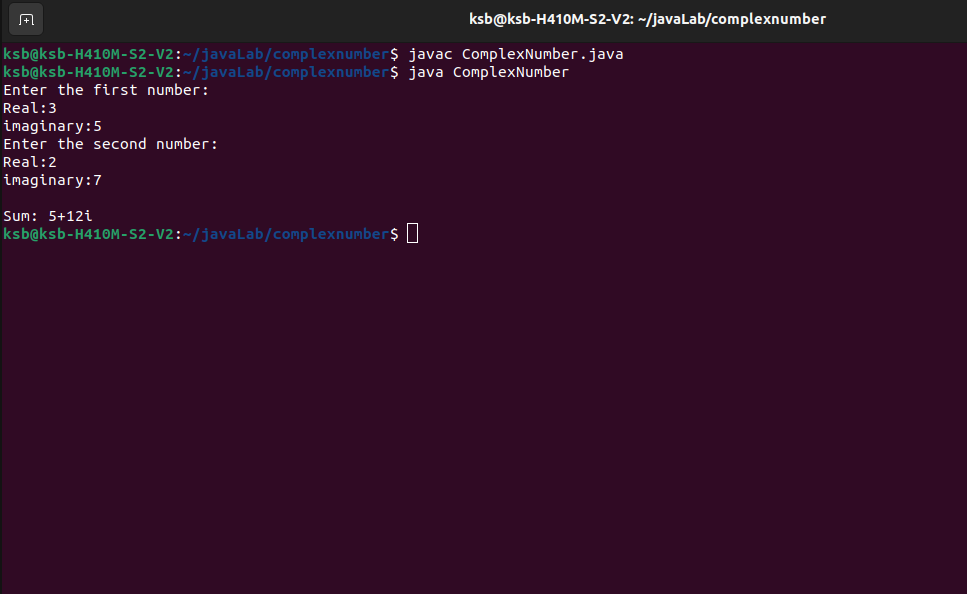 ksb@ksb-H410M-S2-V2: ~/javaLab/complexnumber
ksb@ksb-H410M-S2-V2:~/javaLab/complexnumber$ javac ComplexNumber.java
ksb@ksb-H410M-S2-V2:~/javaLab/complexnumber$ java ComplexNumber
Enter the first number:
Real:3
imaginary:5
Enter the second number:
Real:2
imaginary:7
Sum: 5+12i
ksb@ksb-H410M-S2-V2:~/javaLab/complexnumber$